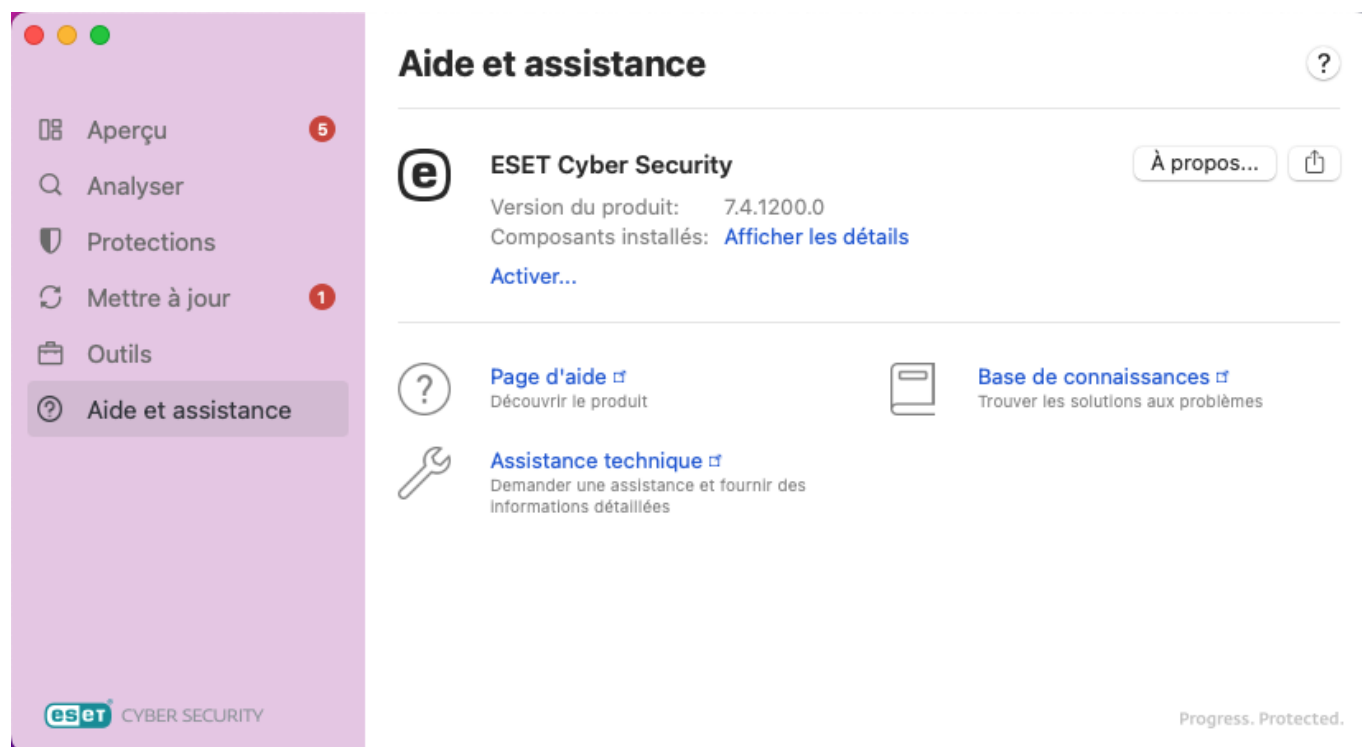 Aide et assistance
?
Aperçu 5
Analyser
Protections
Mettre à jour 1
Outils
Aide et assistance
e
ESET Cyber Security
À propos...
Version du produit: 7.4.1200.0
Composants installés: Afficher les détails
Activer...
?
Page d'aide
Découvrir le produit
Base de connaissances
Trouver les solutions aux problèmes
Assistance technique
Demander une assistance et fournir des
informations détaillées
eseT CYBER SECURITY
Progress. Protected.